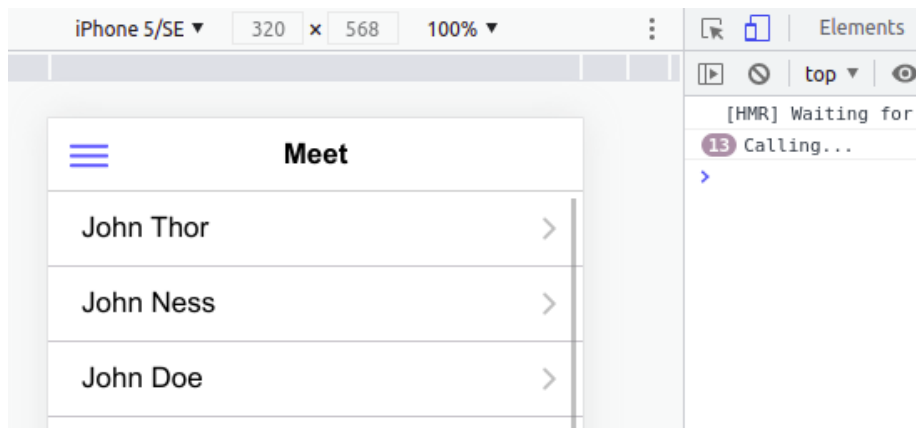 iPhone 5/SE ▼ 320 × 568 100% ▼
Elements
top ▼
[HMR] Waiting for
13 Calling...
Meet
John Thor
John Ness
John Doe